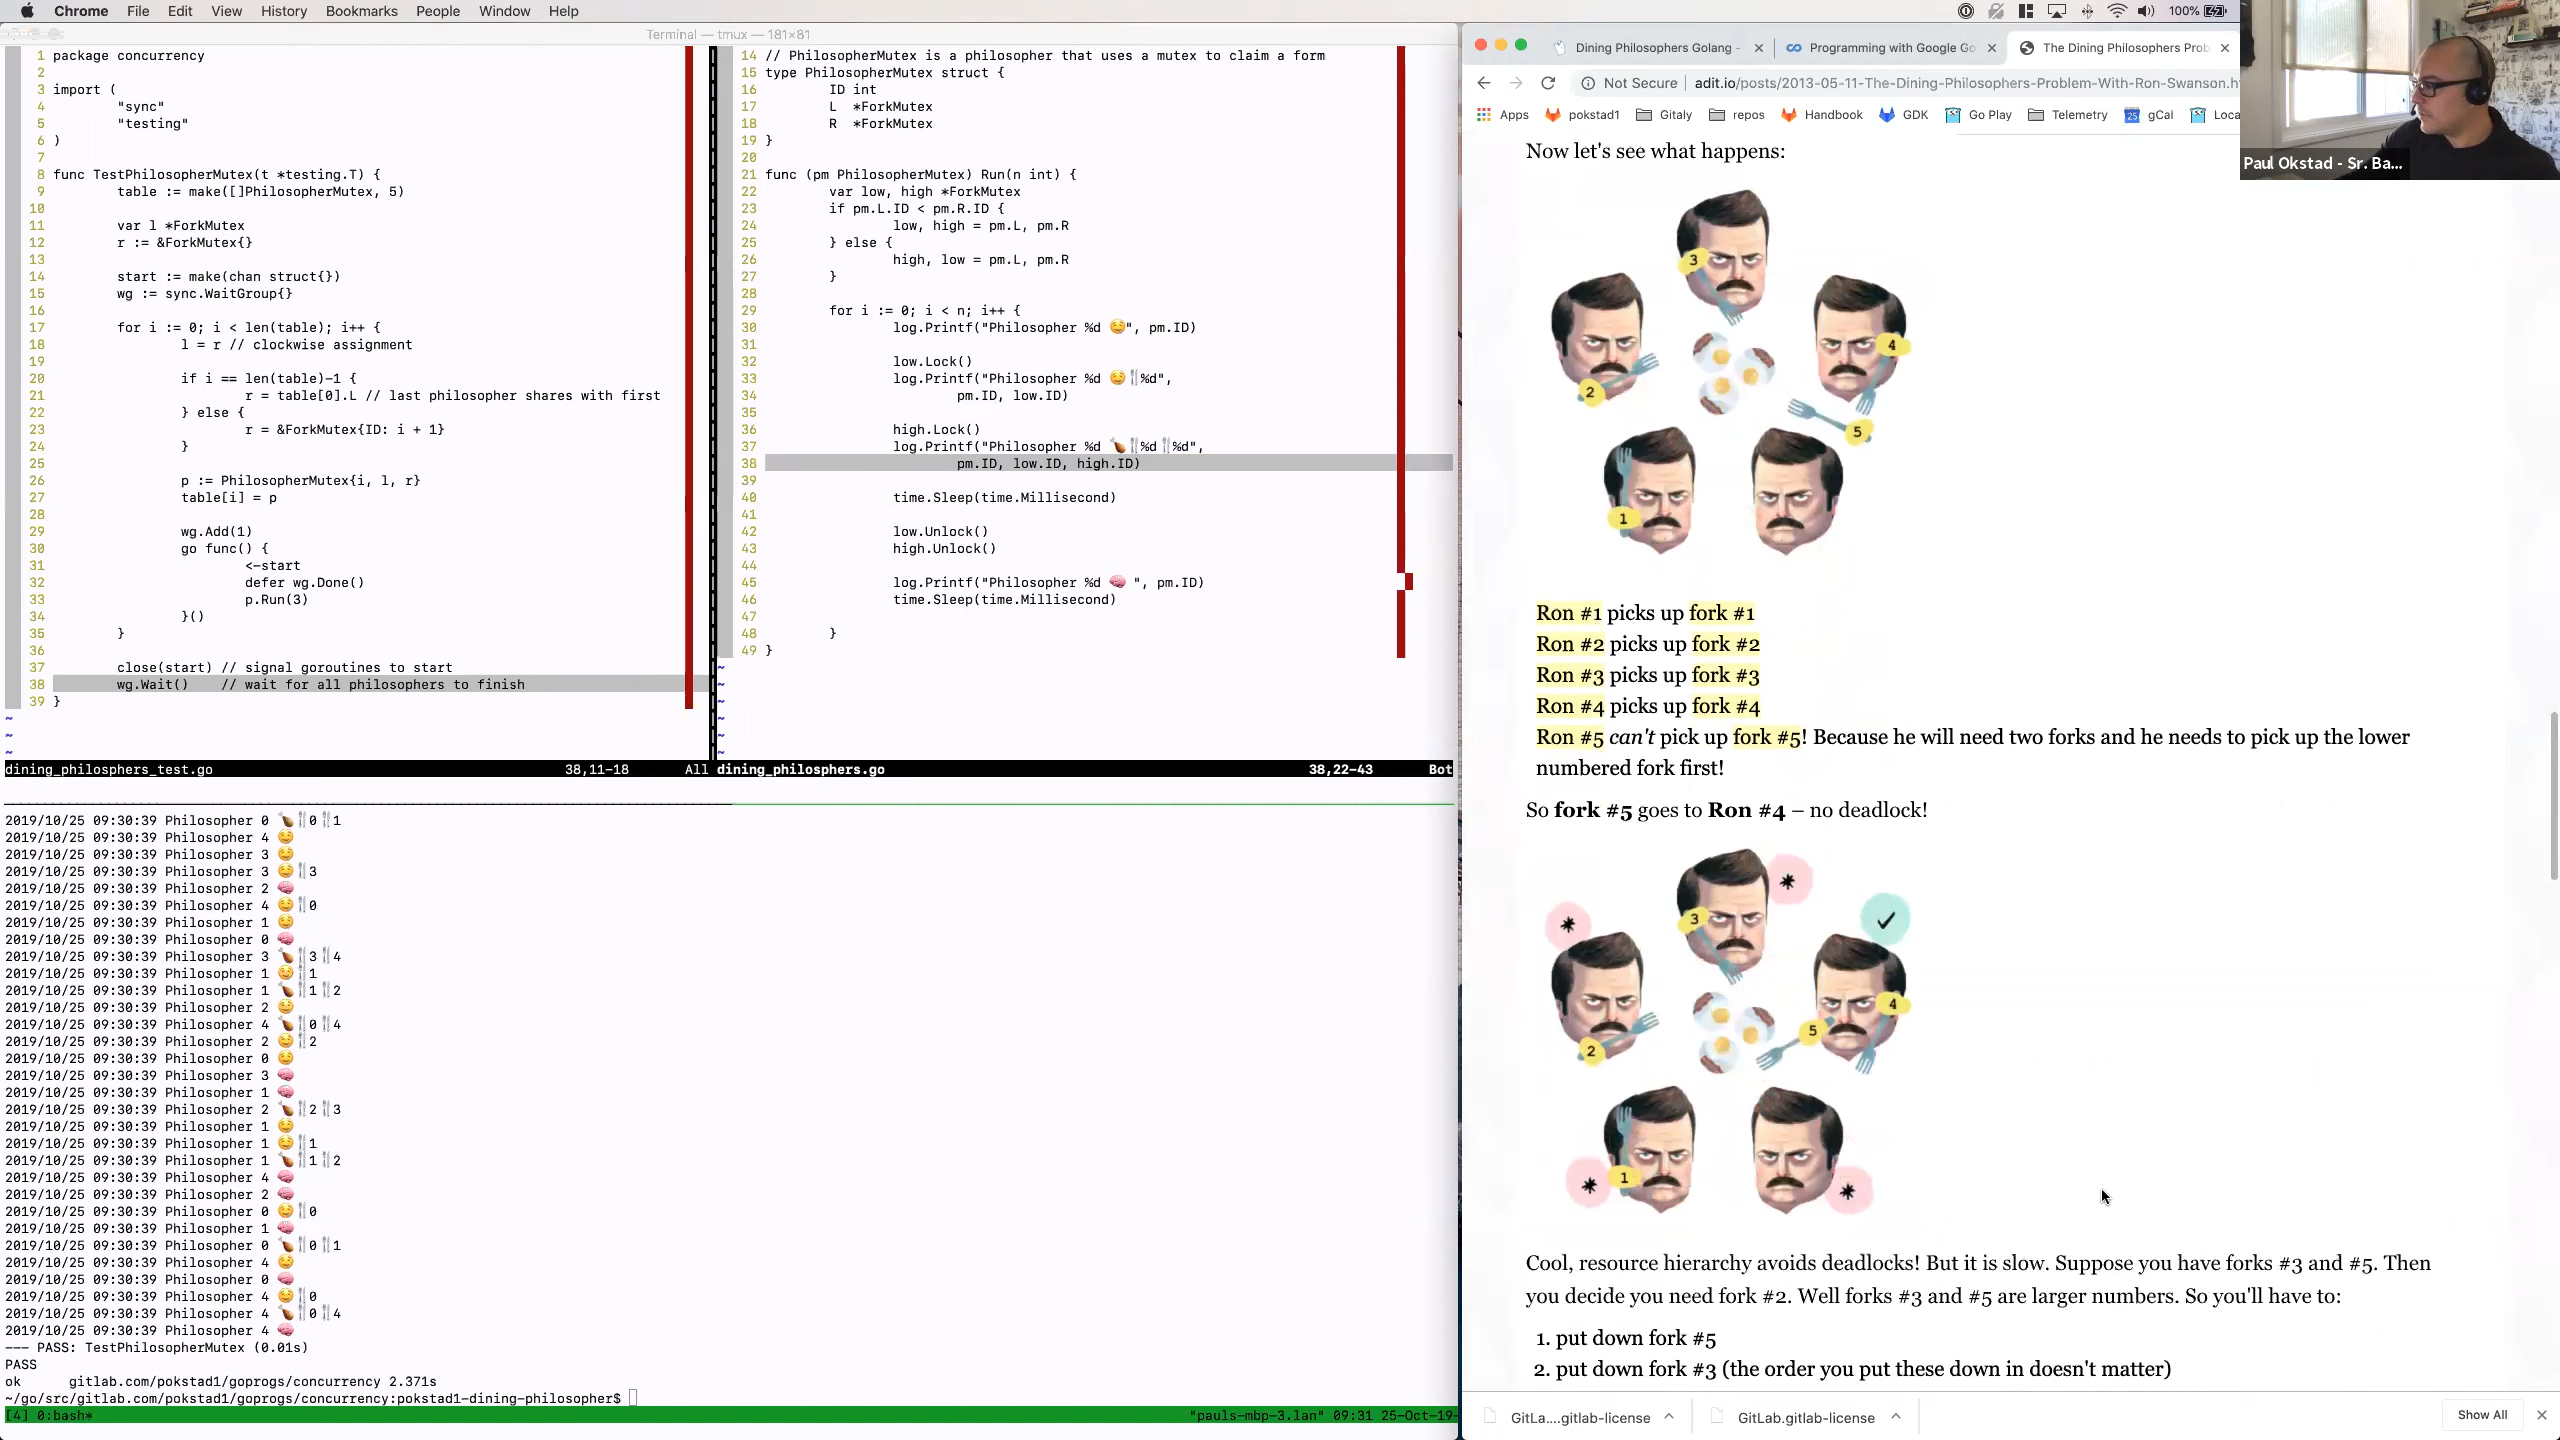 Chrome File Edit View History Bookmarks People Window Help 100%
Terminal — tmux — 181×81
1 package concurrency
2
3 import (
4 "sync"
5 "testing"
6 )
7
8 func TestPhilosopherMutex(t *testing.T) {
9 table := make([]PhilosopherMutex, 5)
10
11 var l *ForkMutex
12 r := &ForkMutex{}
13
14 start := make(chan struct{})
15 wg := sync.WaitGroup{}
16
17 for i := 0; i < len(table); i++ {
18 l = r // clockwise assignment
19
20 if i == len(table)-1 {
21 r = table[0].L // last philosopher shares with first
22 } else {
23 r = &ForkMutex{ID: i + 1}
24 }
25
26 p := PhilosopherMutex{i, l, r}
27 table[i] = p
28
29 wg.Add(1)
30 go func() {
31 <-start
32 defer wg.Done()
33 p.Run(3)
34 }()
35 }
36
37 close(start) // signal goroutines to start
38 wg.Wait() // wait for all philosophers to finish
39 }
~
~
~
dining_philosphers_test.go 38,11-18 All
14 // PhilosopherMutex is a philosopher that uses a mutex to claim a form
15 type PhilosopherMutex struct {
16 ID int
17 L *ForkMutex
18 R *ForkMutex
19 }
20
21 func (pm PhilosopherMutex) Run(n int) {
22 var low, high *ForkMutex
23 if pm.L.ID < pm.R.ID {
24 low, high = pm.L, pm.R
25 } else {
26 high, low = pm.L, pm.R
27 }
28
29 for i := 0; i < n; i++ {
30 log.Printf("Philosopher %d 😋", pm.ID)
31
32 low.Lock()
33 log.Printf("Philosopher %d 😋🍴%d",
34 pm.ID, low.ID)
35
36 high.Lock()
37 log.Printf("Philosopher %d 🍗🍴%d🍴%d",
38 pm.ID, low.ID, high.ID)
39
40 time.Sleep(time.Millisecond)
41
42 low.Unlock()
43 high.Unlock()
44
45 log.Printf("Philosopher %d 🧠 ", pm.ID)
46 time.Sleep(time.Millisecond)
47
48 }
49 }
~
~
~
~
~
~
dining_philosphers.go 38,22-43 Bot
2019/10/25 09:30:39 Philosopher 0 🍗🍴0🍴1
2019/10/25 09:30:39 Philosopher 4 😋
2019/10/25 09:30:39 Philosopher 3 😋
2019/10/25 09:30:39 Philosopher 3 😋🍴3
2019/10/25 09:30:39 Philosopher 2 🧠
2019/10/25 09:30:39 Philosopher 4 😋🍴0
2019/10/25 09:30:39 Philosopher 1 😋
2019/10/25 09:30:39 Philosopher 0 🧠
2019/10/25 09:30:39 Philosopher 3 🍗🍴3🍴4
2019/10/25 09:30:39 Philosopher 1 😋🍴1
2019/10/25 09:30:39 Philosopher 1 🍗🍴1🍴2
2019/10/25 09:30:39 Philosopher 2 😋
2019/10/25 09:30:39 Philosopher 4 🍗🍴0🍴4
2019/10/25 09:30:39 Philosopher 2 😋🍴2
2019/10/25 09:30:39 Philosopher 0 😋
2019/10/25 09:30:39 Philosopher 3 🧠
2019/10/25 09:30:39 Philosopher 1 🧠
2019/10/25 09:30:39 Philosopher 2 🍗🍴2🍴3
2019/10/25 09:30:39 Philosopher 1 😋
2019/10/25 09:30:39 Philosopher 1 😋🍴1
2019/10/25 09:30:39 Philosopher 1 🍗🍴1🍴2
2019/10/25 09:30:39 Philosopher 4 🧠
2019/10/25 09:30:39 Philosopher 2 🧠
2019/10/25 09:30:39 Philosopher 0 😋🍴0
2019/10/25 09:30:39 Philosopher 1 🧠
2019/10/25 09:30:39 Philosopher 0 🍗🍴0🍴1
2019/10/25 09:30:39 Philosopher 4 😋
2019/10/25 09:30:39 Philosopher 0 🧠
2019/10/25 09:30:39 Philosopher 4 😋🍴0
2019/10/25 09:30:39 Philosopher 4 🍗🍴0🍴4
2019/10/25 09:30:39 Philosopher 4 🧠
--- PASS: TestPhilosopherMutex (0.01s)
PASS
ok gitlab.com/pokstad1/goprogs/concurrency 2.371s
~/go/src/gitlab.com/pokstad1/goprogs/concurrency:pokstad1-dining-philosopher$
[4] 0:bash* "pauls-mbp-3.lan" 09:31 25-Oct-19
Dining Philosophers Golang - Programming with Google Go The Dining Philosophers Prob
Not Secure adit.io/posts/2013-05-11-The-Dining-Philosophers-Problem-With-Ron-Swanson.h
Apps pokstad1 Gitaly repos Handbook GDK Go Play Telemetry 25 gCal Loca
Paul Okstad - Sr. Ba...
Now let's see what happens:
3
4
2
5
1
Ron #1 picks up fork #1
Ron #2 picks up fork #2
Ron #3 picks up fork #3
Ron #4 picks up fork #4
Ron #5 can't pick up fork #5! Because he will need two forks and he needs to pick up the lower
numbered fork first!
So fork #5 goes to Ron #4 – no deadlock!
3
4
5
2
1
Cool, resource hierarchy avoids deadlocks! But it is slow. Suppose you have forks #3 and #5. Then
you decide you need fork #2. Well forks #3 and #5 are larger numbers. So you'll have to:
1. put down fork #5
2. put down fork #3 (the order you put these down in doesn't matter)
GitLa....gitlab-license GitLab.gitlab-license Show All